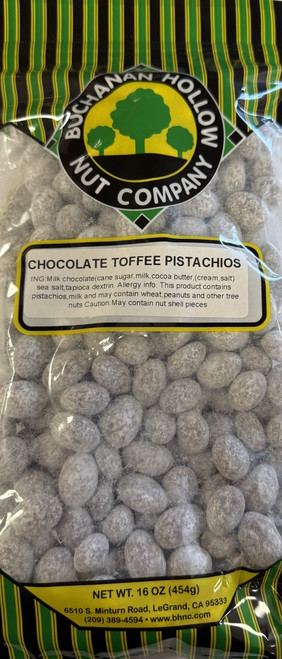 BUCHANAN HOLLOW
NUT COMPANY
CHOCOLATE TOFFEE PISTACHIOS
ING:Milk chocolate(cane sugar,milk,cocoa butter,(cream,salt)
sea salt,tapioca dextrin. Allergy info: This product contains
pistachios,milk and may contain wheat,peanuts and other tree
nuts Caution:May contain nut shell pieces
NET WT. 16 OZ (454g)
6510 S. Minturn Road, LeGrand, CA 95333
(209) 389-4594 • www.bhnc.com